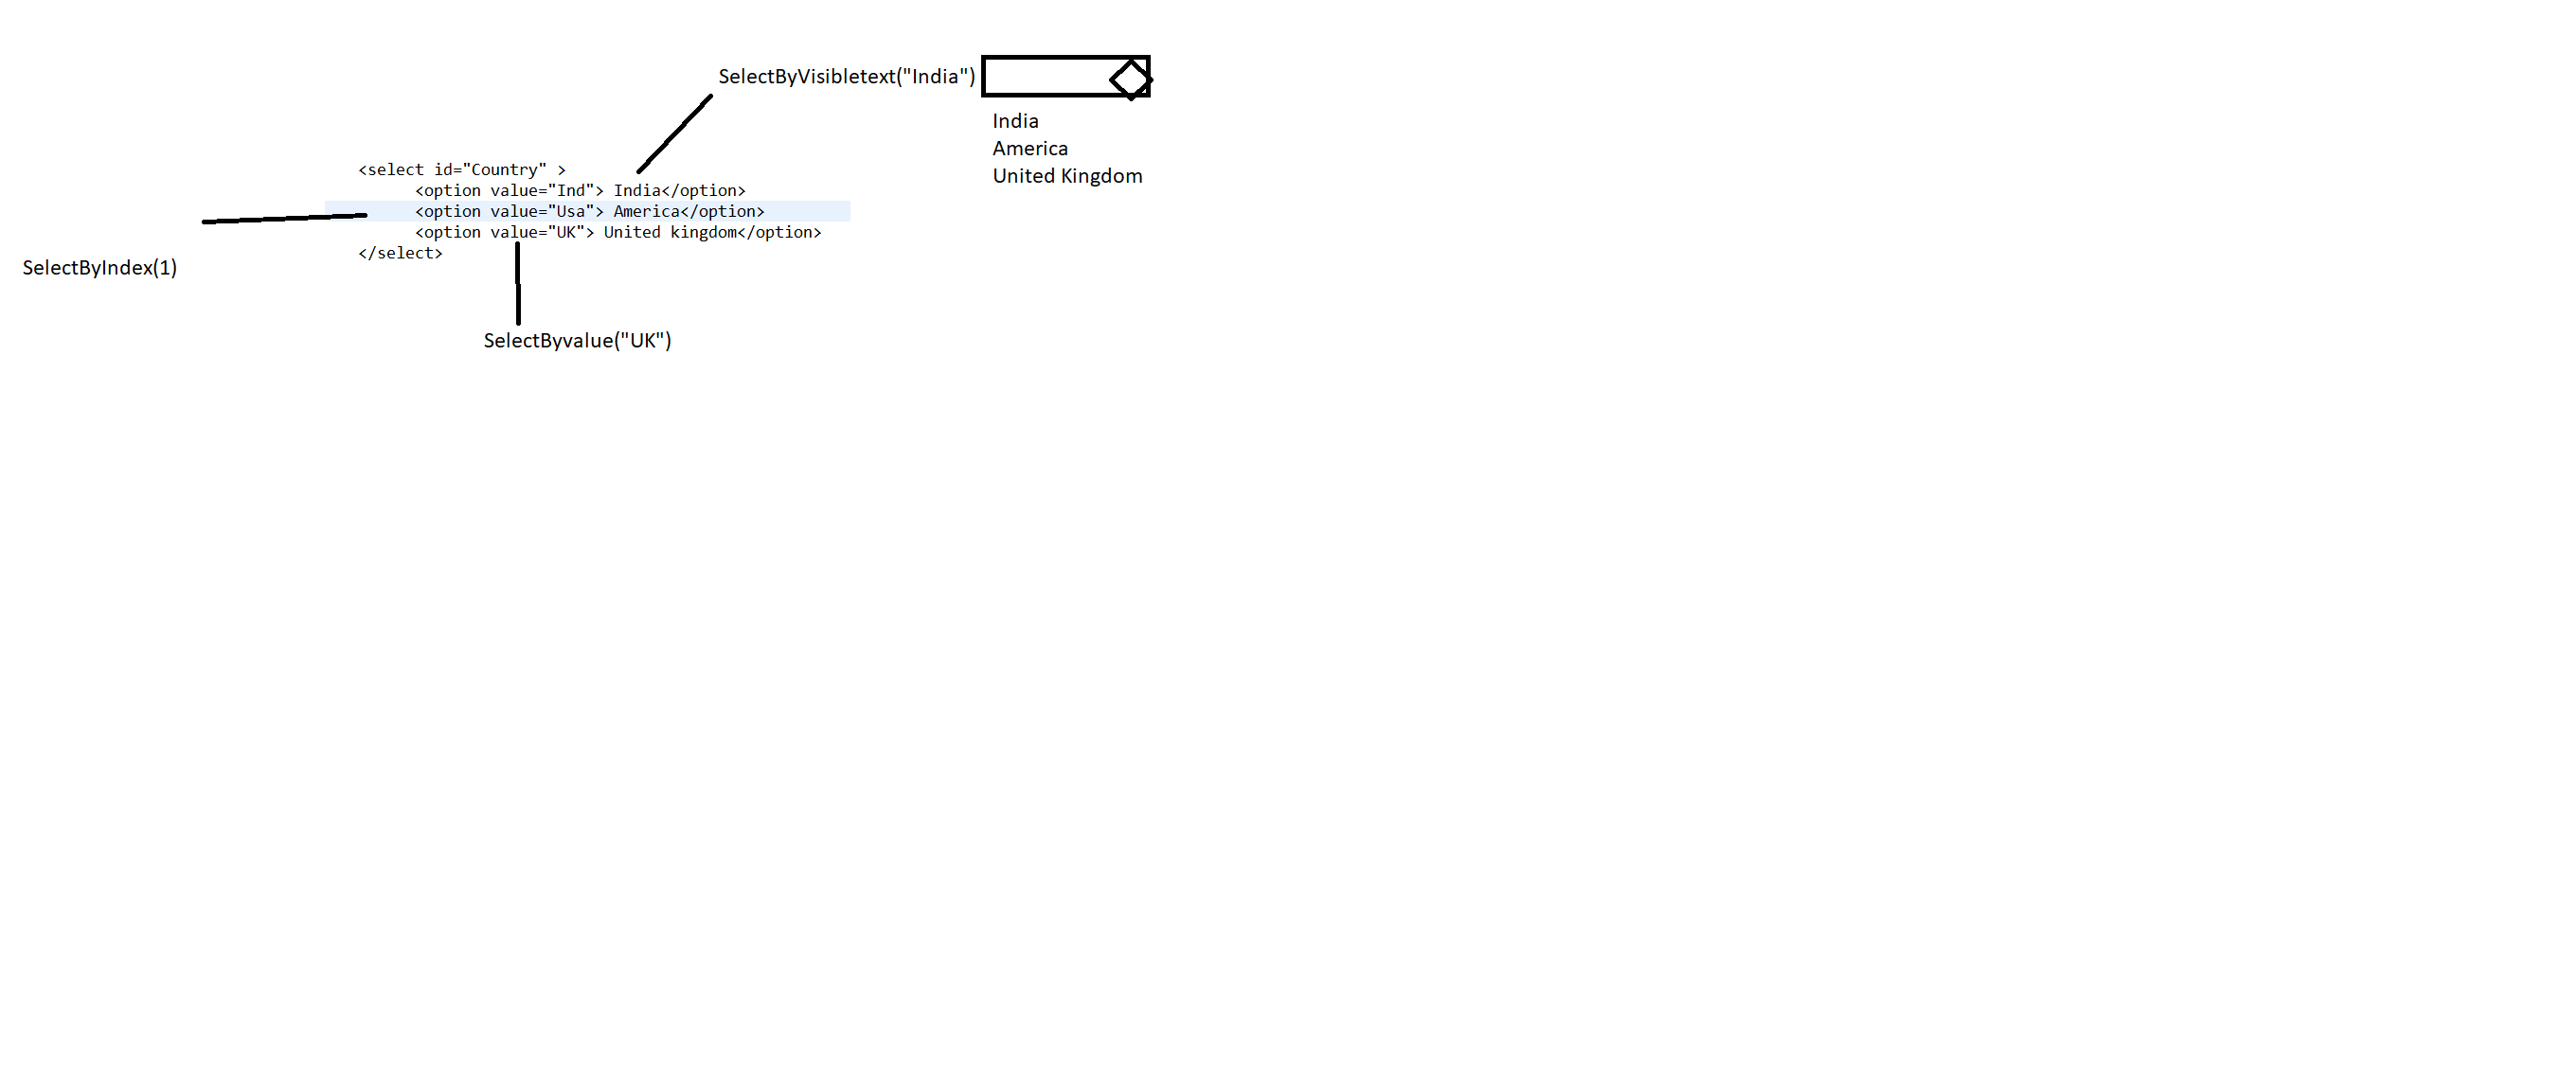 SelectByVisibletext("India")
India
America
United Kingdom
<select id="Country" >
<option value="Ind"> India</option>
<option value="Usa"> America</option>
<option value="UK"> United kingdom</option>
</select>
SelectByIndex(1)
SelectByvalue("UK")